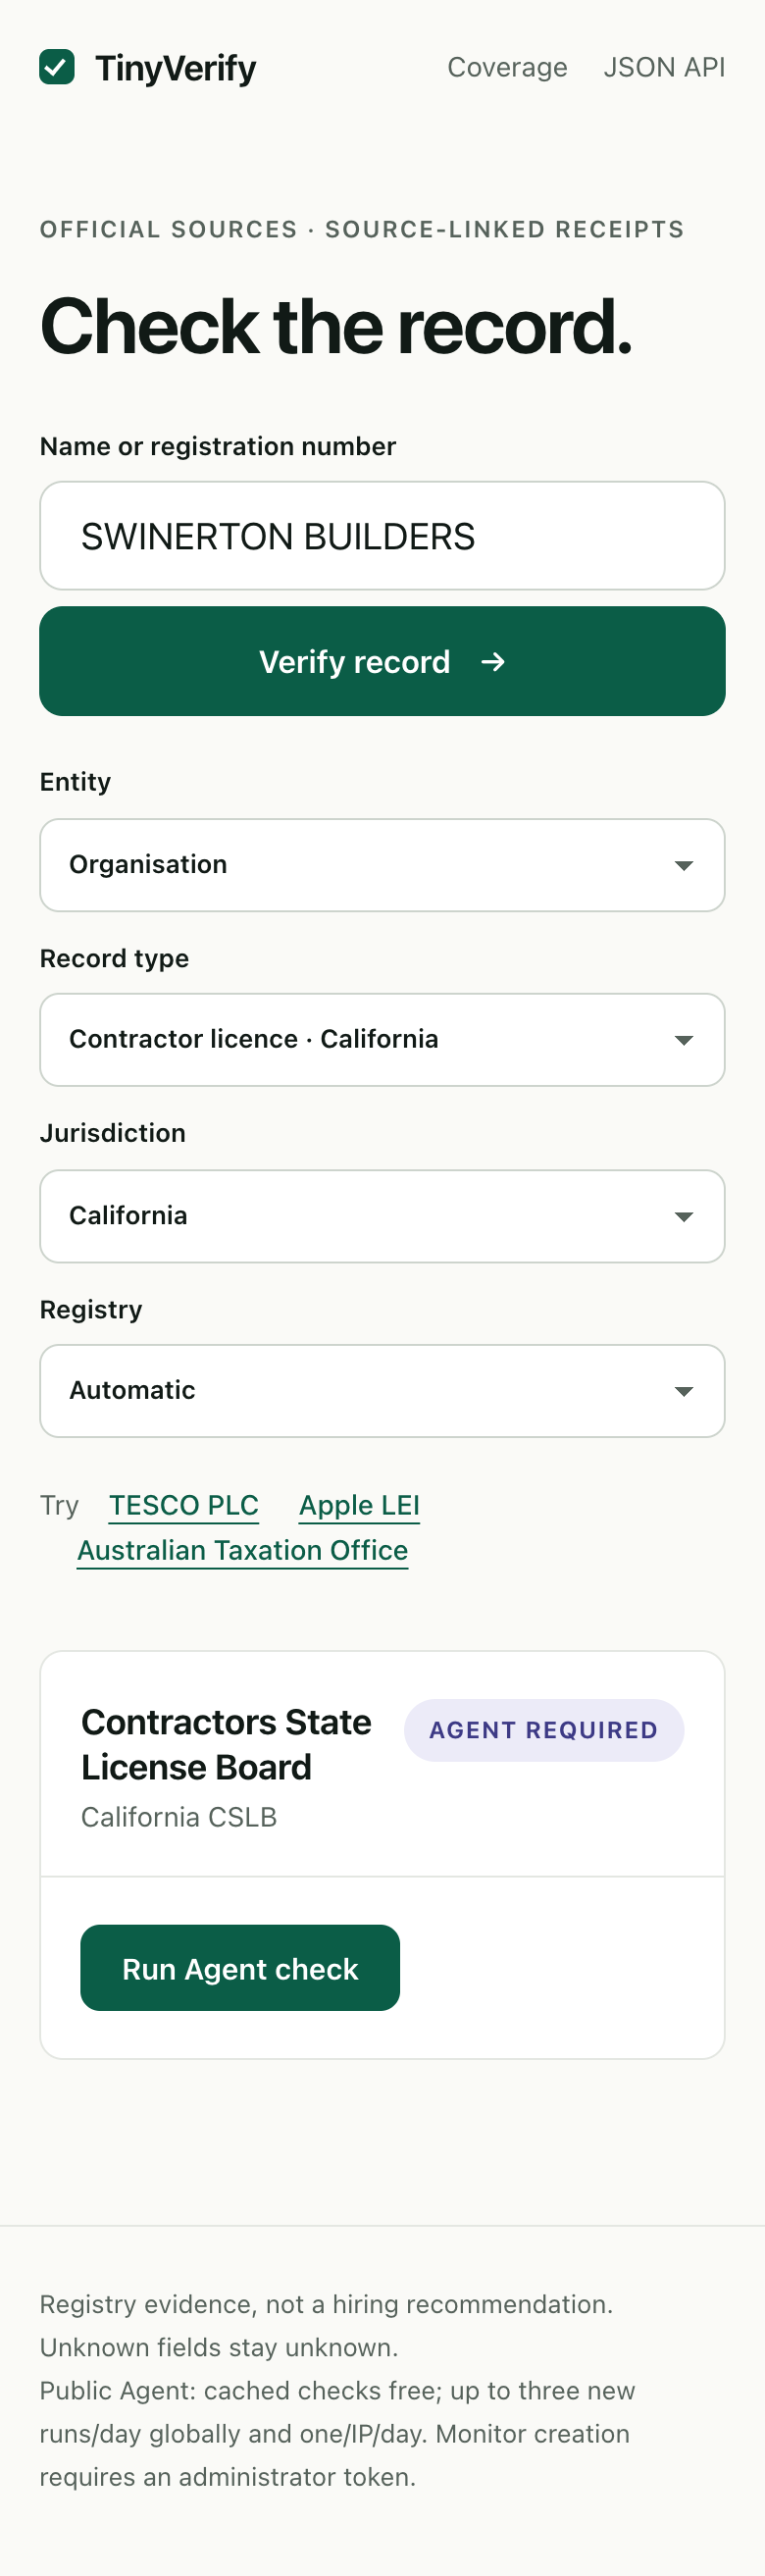 TinyVerify
Coverage
JSON API
OFFICIAL SOURCES · SOURCE-LINKED RECEIPTS
Check the record.
Name or registration number
SWINERTON BUILDERS
Verify record →
Entity
Organisation
Record type
Contractor licence · California
Jurisdiction
California
Registry
Automatic
Try TESCO PLC Apple LEI
Australian Taxation Office
Contractors State
License Board
AGENT REQUIRED
California CSLB
Run Agent check
Registry evidence, not a hiring recommendation.
Unknown fields stay unknown.
Public Agent: cached checks free; up to three new
runs/day globally and one/IP/day. Monitor creation
requires an administrator token.